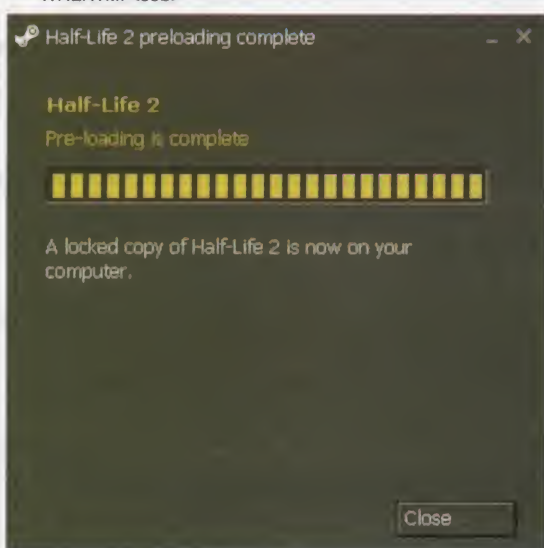 Half-Life 2 preloading complete
Half-Life 2
Pre-loading is complete
A locked copy of Half-Life 2 is now on your
computer.
Close